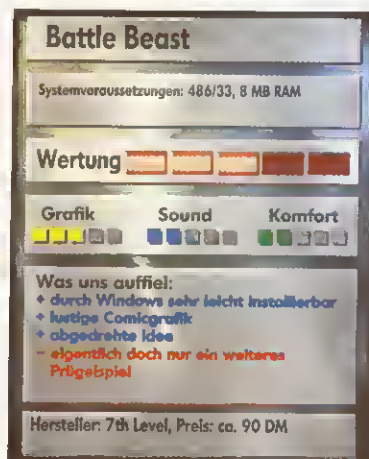 Battle Beast
Systemvoraussetzungen: 486/33, 8 MB RAM
Wertung
Grafik Sound Komfort
Was uns auffiel:
+ durch Windows sehr leicht installierbar
+ lustige Comicgrafik
+ abgedrehte Idee
- eigentlich doch nur ein weiteres
Prügelspiel
Hersteller: 7th Level, Preis: ca. 90 DM